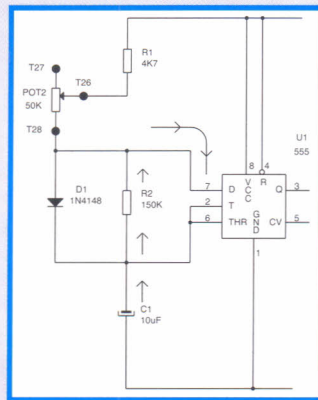 R1
4K7
T27
T26
POT2
50K
T28
U1
555
8
4
V
C
C
R
7
D
Q
3
2
T
6
THR
G
N
D
CV
5
1
D1
1N4148
R2
150K
C1
10uF